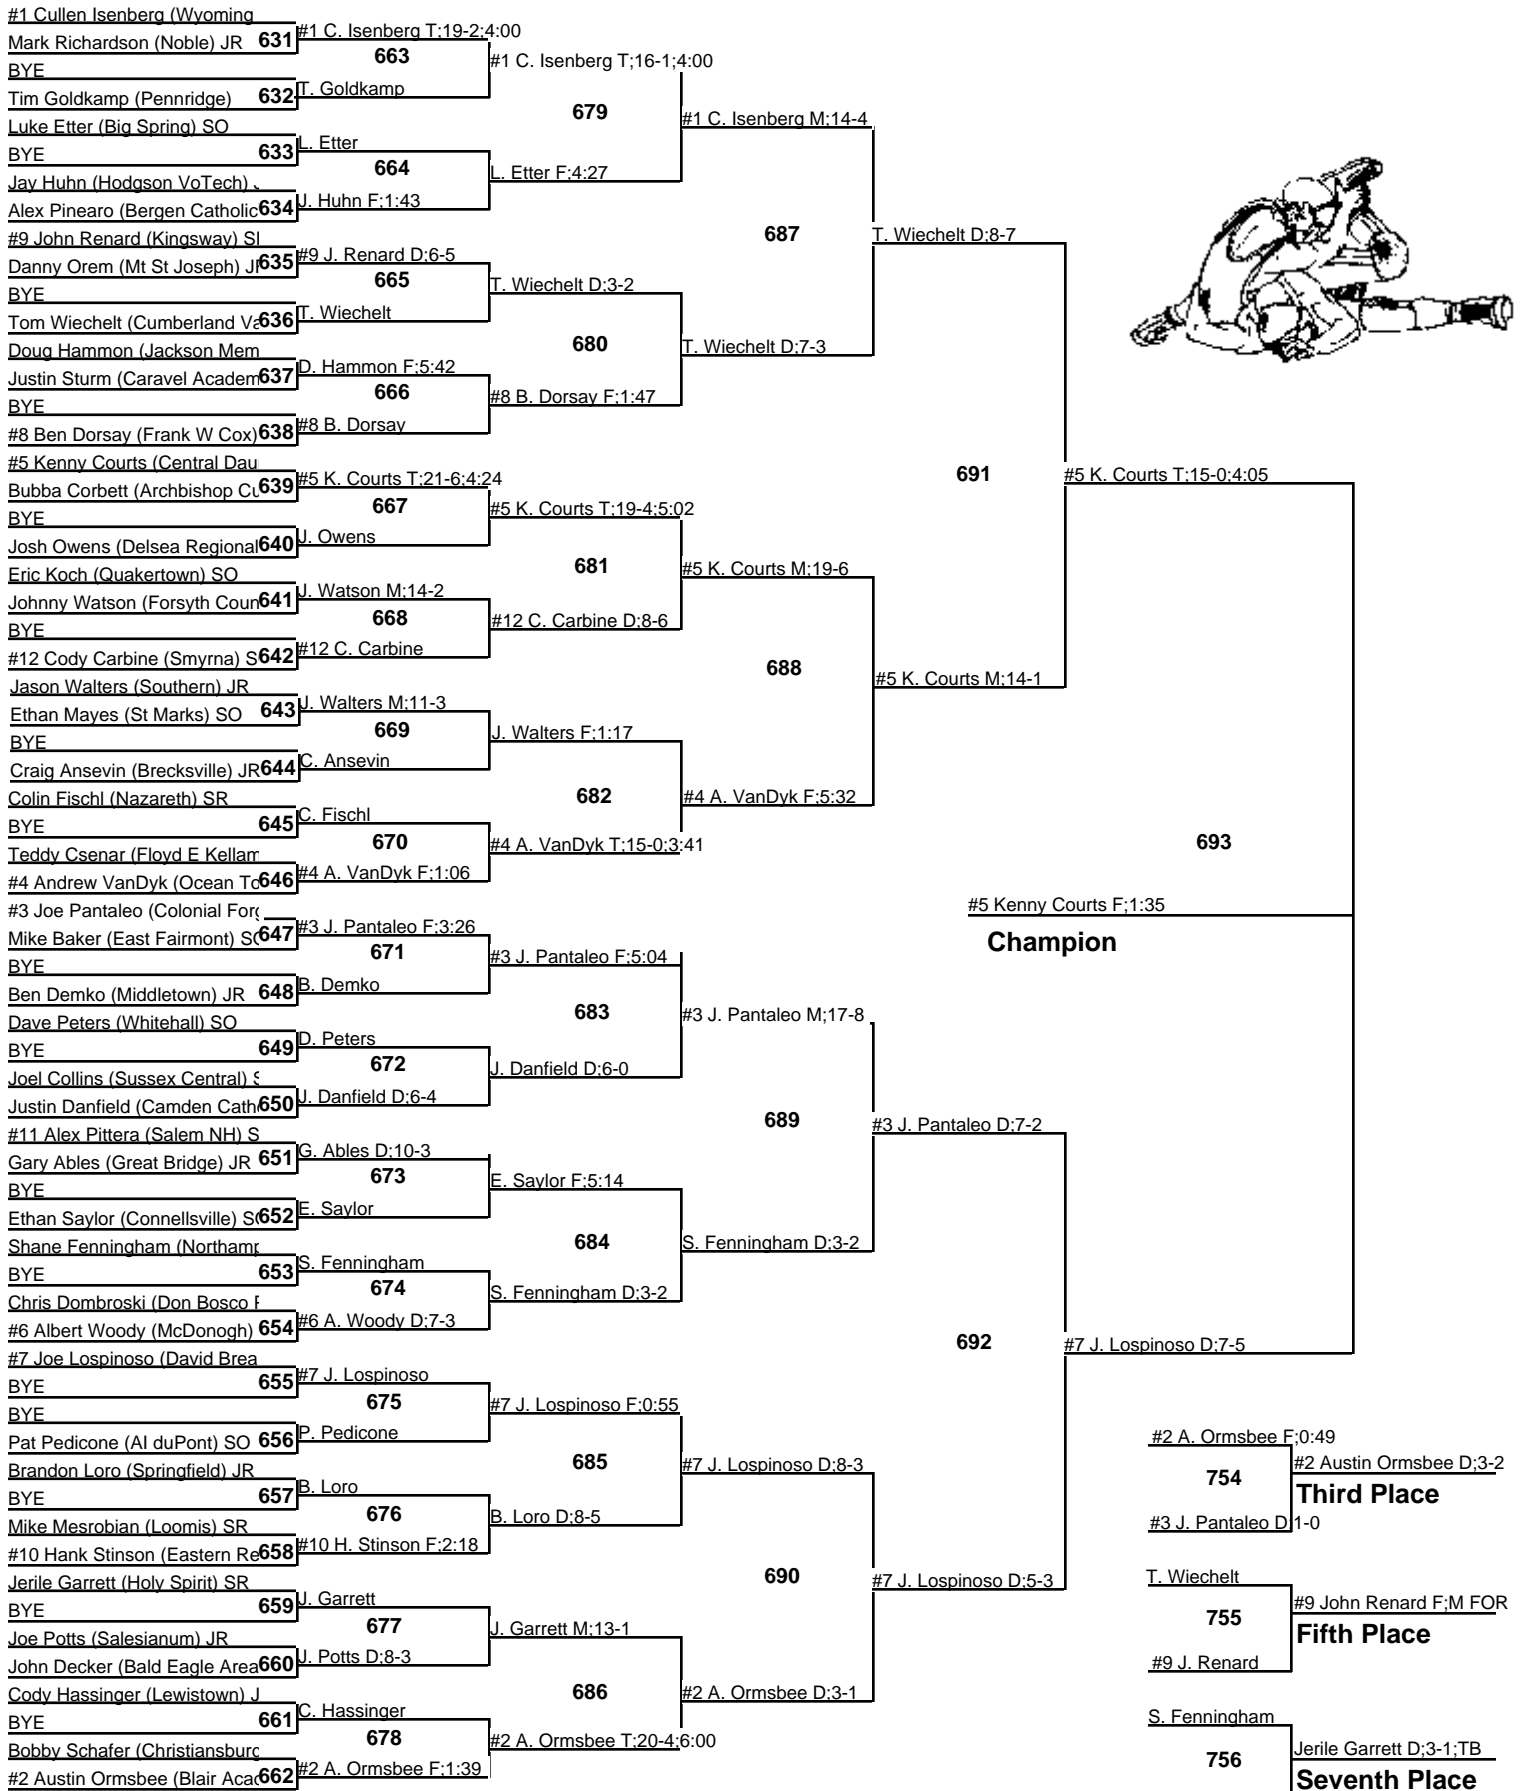 #1 Cullen Isenberg (Wyoming
Mark Richardson (Noble) JR
BYE
Tim Goldkamp (Pennridge)
Luke Etter (Big Spring) SO
BYE
Jay Huhn (Hodgson VoTech)
Alex Pinearo (Bergen Catholic
#9 John Renard (Kingsway)
Danny Orem (Mt St Joseph)
BYE
Tom Wiechelt (Cumberland Va
Doug Hammon (Jackson Mem
Justin Sturm (Caravel Academ
BYE
#8 Ben Dorsay (Frank W Cox)
#5 Kenny Courts (Central Dau
Bubba Corbett (Archbishop Cu
BYE
Josh Owens (Delsea Regional
Eric Koch (Quakertown) SO
Johnny Watson (Forsyth Coun
BYE
#12 Cody Carbine (Smyrna) S
Jason Walters (Southern) JR
Ethan Mayes (St Marks) SO
BYE
Craig Ansevin (Brecksville) JR
Colin Fischl (Nazareth) SR
BYE
Teddy Csenar (Floyd E Kellam
#4 Andrew VanDyk (Ocean To
#3 Joe Pantaleo (Colonial Forg
Mike Baker (East Fairmont) SO
BYE
Ben Demko (Middletown) JR
Dave Peters (Whitehall) SO
BYE
Joel Collins (Sussex Central)
Justin Danfield (Camden Cath
#11 Alex Pittera (Salem NH) S
Gary Ables (Great Bridge) JR
BYE
Ethan Saylor (Connellsville) SO
Shane Fenningham (Northamp
BYE
Chris Dombroski (Don Bosco
#6 Albert Woody (McDonogh)
#7 Joe Lospinoso (David Brea
BYE
BYE
Pat Pedicone (AI duPont) SO
Brandon Loro (Springfield) JR
BYE
Mike Mesrobian (Loomis) SR
#10 Hank Stinson (Eastern Re
Jerile Garrett (Holy Spirit) SR
BYE
Joe Potts (Salesianum) JR
John Decker (Bald Eagle Area
Cody Hassinger (Lewistown) J
BYE
Bobby Schafer (Christiansburg
#2 Austin Ormsbee (Blair Acad
631
632
633
634
635
636
637
638
639
640
641
642
643
644
645
646
647
648
649
650
651
652
653
654
655
656
657
658
659
660
661
662
#1 C. Isenberg T;19-2;4:00
663
T. Goldkamp
L. Etter
664
J. Huhn F;1:43
#9 J. Renard D;6-5
665
T. Wiechelt
D. Hammon F;5:42
666
#8 B. Dorsay
#5 K. Courts T;21-6;4:24
667
J. Owens
J. Watson M;14-2
668
#12 C. Carbine
J. Walters M;11-3
669
C. Ansevin
C. Fischl
670
#4 A. VanDyk F;1:06
#3 J. Pantaleo F;3:26
671
B. Demko
D. Peters
672
J. Danfield D;6-4
G. Ables D;10-3
673
E. Saylor
S. Fenningham
674
#6 A. Woody D;7-3
#7 J. Lospinoso
675
P. Pedicone
B. Loro
676
#10 H. Stinson F;2:18
J. Garrett
677
J. Potts D;8-3
C. Hassinger
678
#2 A. Ormsbee F;1:39
#1 C. Isenberg T;16-1;4:00
679
L. Etter F;4:27
T. Wiechelt D;3-2
680
#8 B. Dorsay F;1:47
#5 K. Courts T;19-4;5:02
681
#12 C. Carbine D;8-6
J. Walters F;1:17
682
#4 A. VanDyk T;15-0;3:41
#3 J. Pantaleo F;5:04
683
J. Danfield D;6-0
E. Saylor F;5:14
684
S. Fenningham D;3-2
#7 J. Lospinoso F;0:55
685
B. Loro D;8-5
J. Garrett M;13-1
686
#2 A. Ormsbee T;20-4;6:00
#1 C. Isenberg M;14-4
687
T. Wiechelt D;7-3
#5 K. Courts M;19-6
688
#4 A. VanDyk F;5:32
#3 J. Pantaleo M;17-8
689
S. Fenningham D;3-2
#7 J. Lospinoso D;8-3
690
#2 A. Ormsbee D;3-1
T. Wiechelt D;8-7
691
#5 K. Courts M;14-1
#3 J. Pantaleo D;7-2
692
#7 J. Lospinoso D;5-3
#5 K. Courts T;15-0;4:05
693
#7 J. Lospinoso D;7-5
#5 Kenny Courts F;1:35
Champion
#2 A. Ormsbee F;0:49
754
#3 J. Pantaleo D;1-0
#2 Austin Ormsbee D;3-2
Third Place
T. Wiechelt
755
#9 J. Renard
#9 John Renard F;M FOR
Fifth Place
S. Fenningham
756
Jerile Garrett D;3-1;TB
Seventh Place